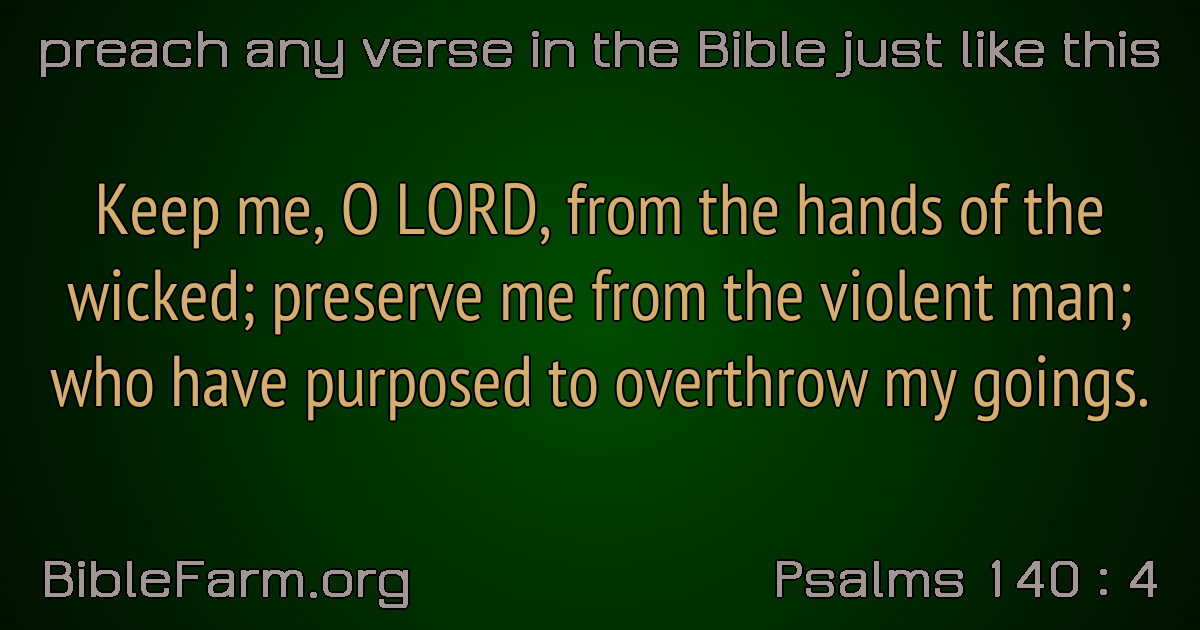 preach any verse in the Bible just like this
Keep me, O LORD, from the hands of the
wicked; preserve me from the violent man;
who have purposed to overthrow my goings.
BibleFarm.org
Psalms 140 : 4